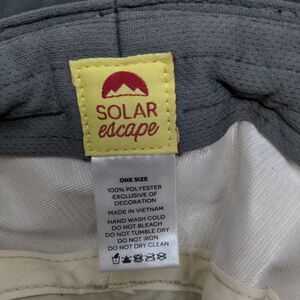 SOLAR
escape
ONE SIZE
100% POLYESTER
EXCLUSIVE OF
DECORATION
MADE IN VIETNAM
HAND WASH COLD
DO NOT BLEACH
DO NOT TUMBLE DRY
DO NOT IRON
DO NOT DRY CLEAN